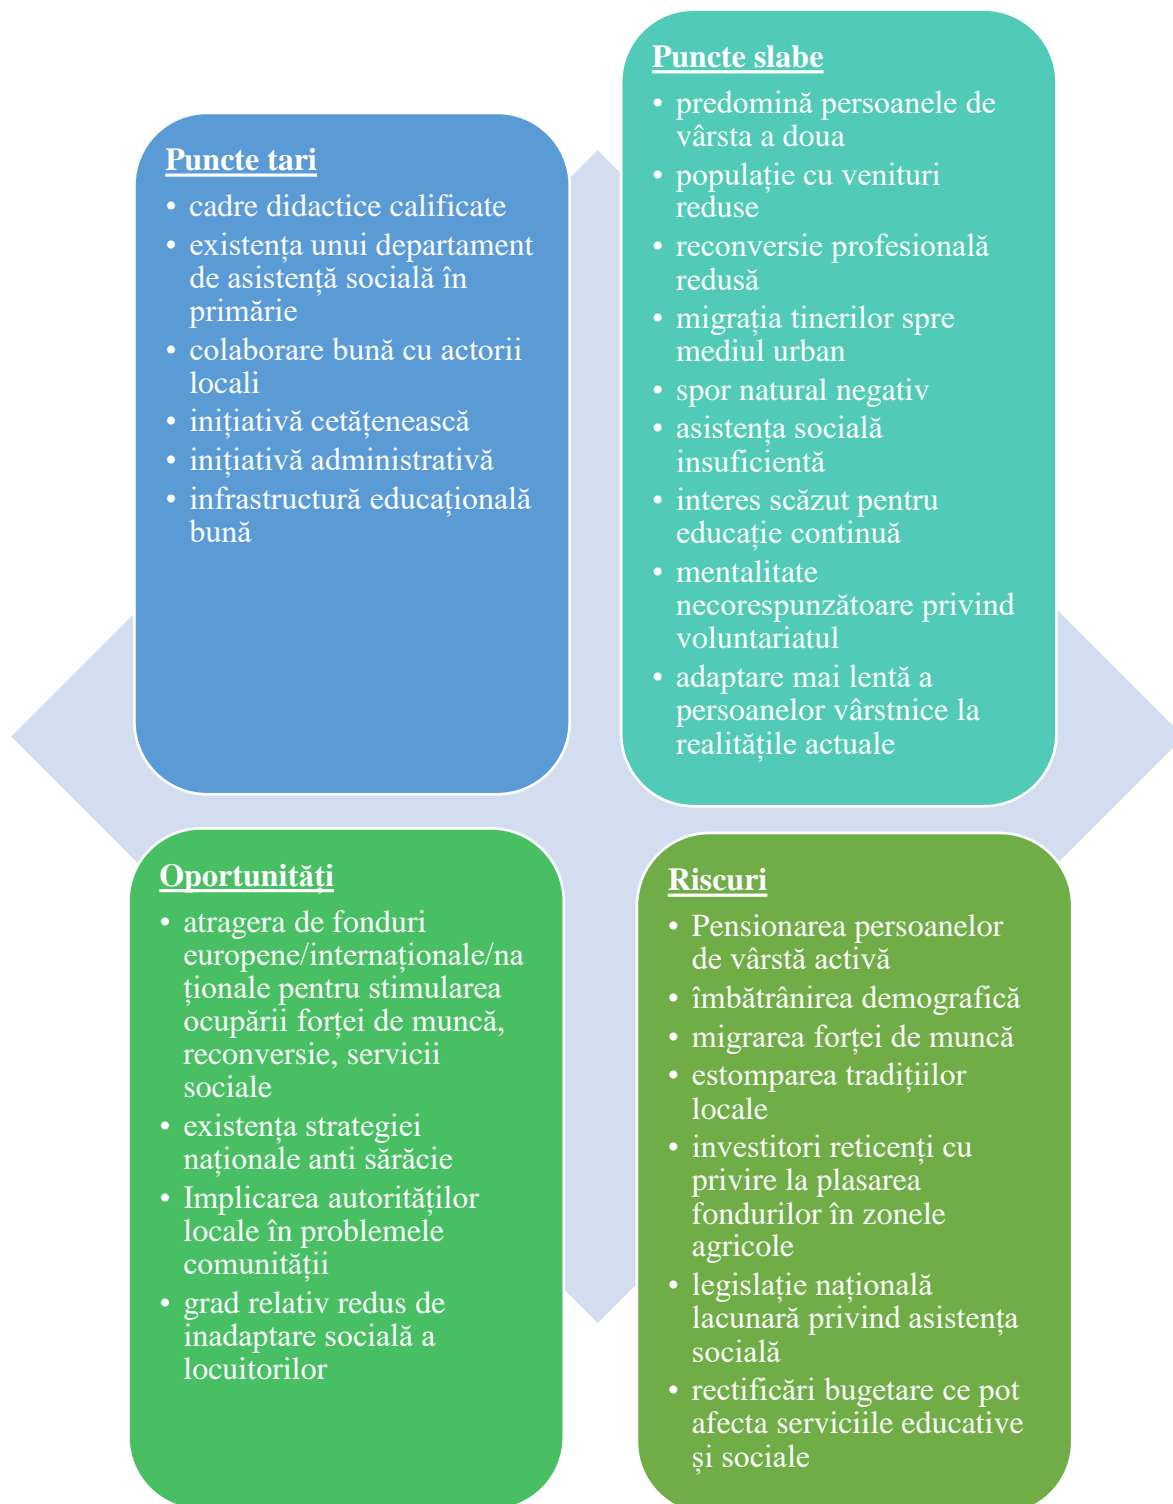 Puncte tari
• cadre didactice calificate
• existența unui departament
de asistență socială în
primărie
• colaborare bună cu actorii
locali
• inițiativă cetățenească
• inițiativă administrativă
• infrastructură educațională
bună
Puncte slabe
• predomină persoanele de
vârsta a doua
• populație cu venituri
reduse
• reconversie profesională
redusă
• migrația tinerilor spre
mediul urban
• spor natural negativ
• asistența socială
insuficientă
• interes scăzut pentru
educație continuă
• mentalitate
necorespunzătoare privind
voluntariatul
• adaptare mai lentă a
persoanelor vârstnice la
realitățile actuale
Oportunități
• atragera de fonduri
europene/internaționale/na
ționale pentru stimularea
ocupării forței de muncă,
reconversie, servicii
sociale
• existența strategiei
naționale anti sărăcie
• Implicarea autorităților
locale în problemele
comunității
• grad relativ redus de
inadaptare socială a
locuitorilor
Riscuri
• Pensionarea persoanelor
de vârstă activă
• îmbătrânirea demografică
• migrarea forței de muncă
• estomparea tradițiilor
locale
• investitori reticenți cu
privire la plasarea
fondurilor în zonele
agricole
• legislație națională
lacunară privind asistența
socială
• rectificări bugetare ce pot
afecta serviciile educative
și sociale